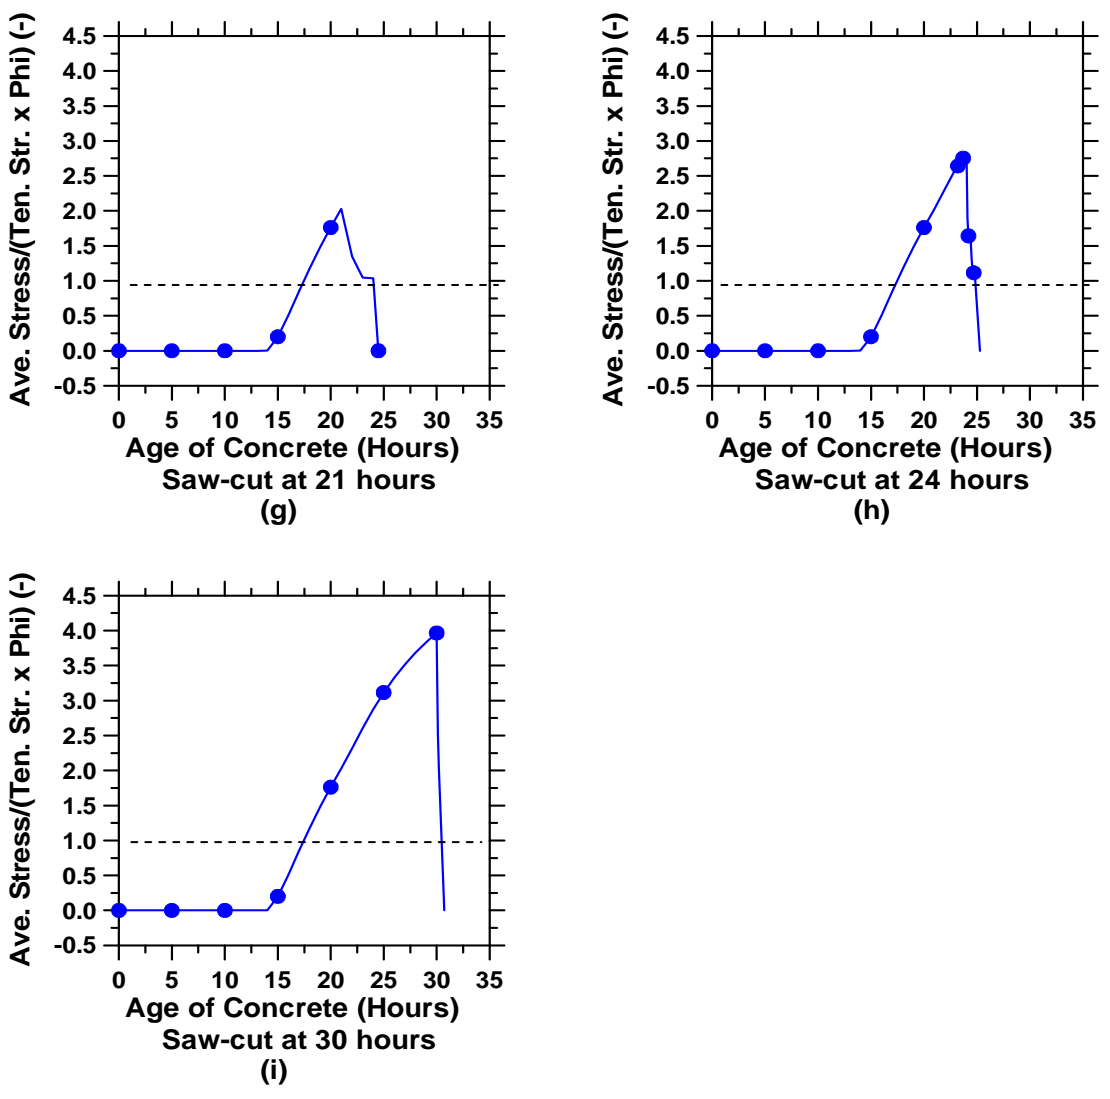 Ave. Stress/(Ten. Str. x Phi) (-)
4.5
4.0
3.5
3.0
2.5
2.0
1.5
1.0
0.5
0.0
-0.5
0 5 10 15 20 25 30 35
Age of Concrete (Hours)
Saw-cut at 21 hours
(g)
Ave. Stress/(Ten. Str. x Phi) (-)
4.5
4.0
3.5
3.0
2.5
2.0
1.5
1.0
0.5
0.0
-0.5
0 5 10 15 20 25 30 35
Age of Concrete (Hours)
Saw-cut at 24 hours
(h)
Ave. Stress/(Ten. Str. x Phi) (-)
4.5
4.0
3.5
3.0
2.5
2.0
1.5
1.0
0.5
0.0
-0.5
0 5 10 15 20 25 30 35
Age of Concrete (Hours)
Saw-cut at 30 hours
(i)